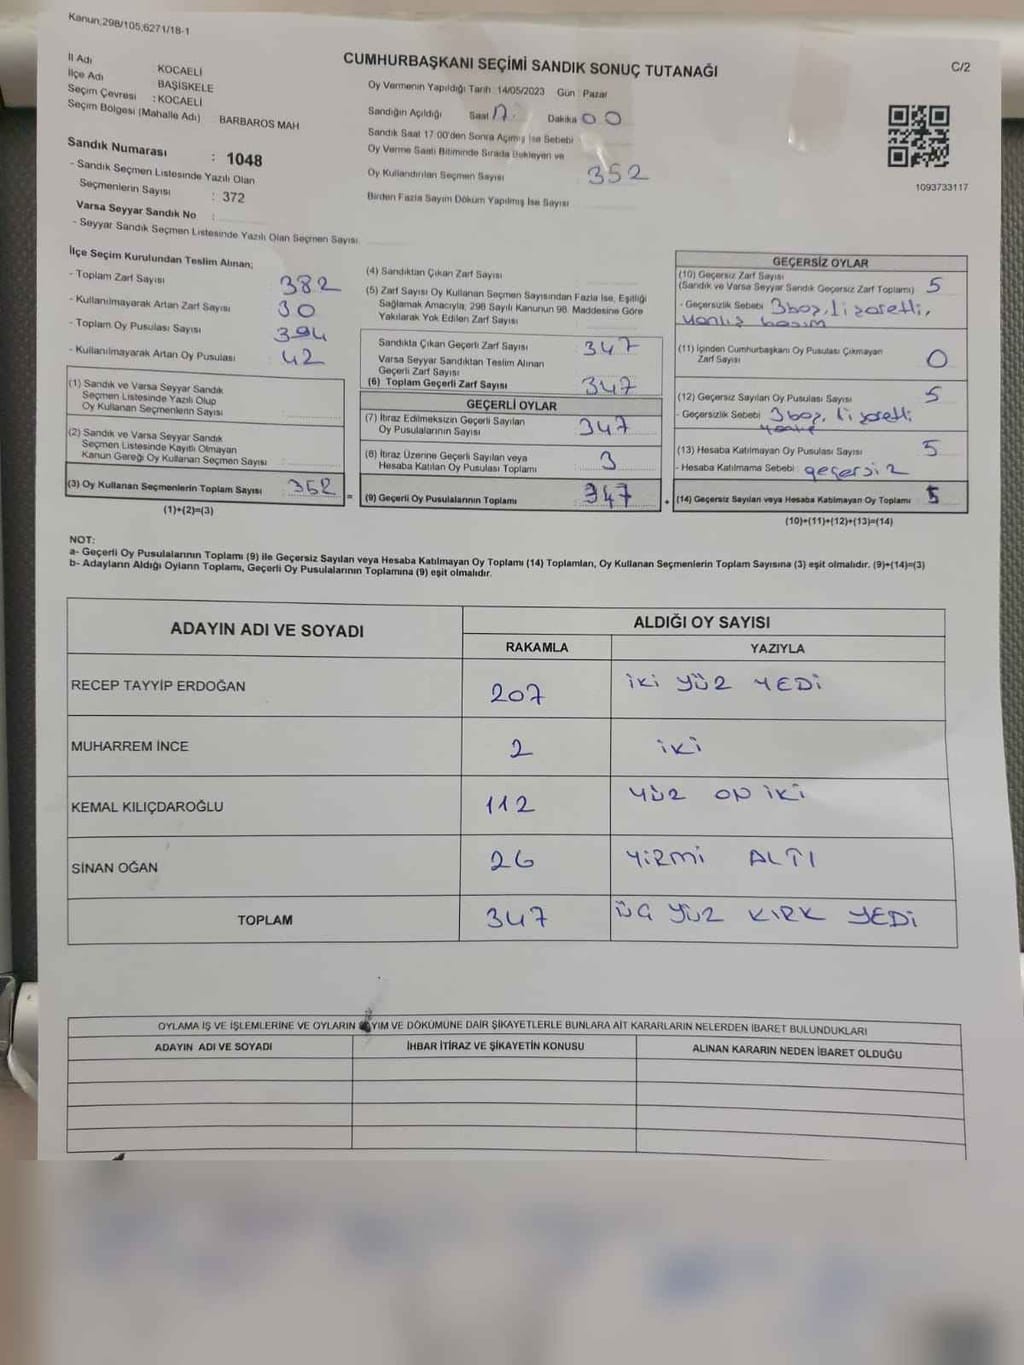 Kanun;298/105,6271/18-1
CUMHURBAŞKANI SEÇİMİ SANDIK SONUÇ TUTANAĞI
C/2
İl Adı KOCAELİ
İlçe Adı BAŞİSKELE
Seçim Çevresi : KOCAELİ
Seçim Bölgesi (Mahalle Adı) BARBAROS MAH
Sandık Numarası : 1048
- Sandık Seçmen Listesinde Yazılı Olan
Seçmenlerin Sayısı : 372
Varsa Seyyar Sandık No :
- Seyyar Sandık Seçmen Listesinde Yazılı Olan Seçmen Sayısı
Oy Vermenin Yapıldığı Tarih :14/05/2023 Gün : Pazar
Sandığın Açıldığı Saat 17. Dakika 00
Sandık Saat 17:00'den Sonra Açılmış İse Sebebi
Oy Verme Saati Bitiminde Sırada Bekleyen ve
Oy Kullandırılan Seçmen Sayısı 352
Birden Fazla Sayım Döküm Yapılmış İse Sayısı
1093733117
İlçe Seçim Kurulundan Teslim Alınan;
- Toplam Zarf Sayısı 382
- Kullanılmayarak Artan Zarf Sayısı 30
- Toplam Oy Pusulası Sayısı 394
- Kullanılmayarak Artan Oy Pusulası 42
(1) Sandık ve Varsa Seyyar Sandık
Seçmen Listesinde Yazılı Olup
Oy Kullanan Seçmenlerin Sayısı
(2) Sandık ve Varsa Seyyar Sandık
Seçmen Listesinde Kayıtlı Olmayan
Kanun Gereği Oy Kullanan Seçmen Sayısı
(3) Oy Kullanan Seçmenlerin Toplam Sayısı 352 =
(1)+(2)=(3)
(4) Sandıktan Çıkan Zarf Sayısı
(5) Zarf Sayısı Oy Kullanan Seçmen Sayısından Fazla İse, Eşitliği
Sağlamak Amacıyla, 298 Sayılı Kanunun 98. Maddesine Göre
Yakılarak Yok Edilen Zarf Sayısı
Sandıkta Çıkan Geçerli Zarf Sayısı 347
Varsa Seyyar Sandıktan Teslim Alınan
Geçerli Zarf Sayısı
(6) Toplam Geçerli Zarf Sayısı 347
GEÇERLİ OYLAR
(7) İtiraz Edilmeksizin Geçerli Sayılan
Oy Pusulalarının Sayısı 347
(8) İtiraz Üzerine Geçerli Sayılan veya
Hesaba Katılan Oy Pusulası Toplamı 3
(9) Geçerli Oy Pusulalarının Toplamı 347 +
GEÇERSİZ OYLAR
(10) Geçersiz Zarf Sayısı
(Sandık ve Varsa Seyyar Sandık Geçersiz Zarf Toplamı) 5
- Geçersizlik Sebebi 3 boş, 1 i zaretli,
yanlış basım
(11) İçinden Cumhurbaşkanı Oy Pusulası Çıkmayan
Zarf Sayısı 0
(12) Geçersiz Sayılan Oy Pusulası Sayısı 5
- Geçersizlik Sebebi 3 boş, 1 i zaretli
(13) Hesaba Katılmayan Oy Pusulası Sayısı 5
- Hesaba Katılmama Sebebi geçersiz
(14) Geçersiz Sayılan veya Hesaba Katılmayan Oy Toplamı 5
(10)+(11)+(12)+(13)=(14)
NOT:
a- Geçerli Oy Pusulalarının Toplamı (9) ile Geçersiz Sayılan veya Hesaba Katılmayan Oy Toplamı (14) Toplamları, Oy Kullanan Seçmenlerin Toplam Sayısına (3) eşit olmalıdır. (9)+(14)=(3)
b- Adayların Aldığı Oyların Toplamı, Geçerli Oy Pusulalarının Toplamına (9) eşit olmalıdır.
ADAYIN ADI VE SOYADI
ALDIĞI OY SAYISI
RAKAMLA YAZIYLA
RECEP TAYYİP ERDOĞAN 207 İKİ YÜZ YEDİ
MUHARREM İNCE 2 İKİ
KEMAL KILIÇDAROĞLU 112 YÜZ ON İKİ
SİNAN OĞAN 26 YİRMİ ALTI
TOPLAM 347 ÜÇ YÜZ KIRK YEDİ
OYLAMA İŞ VE İŞLEMLERİNE VE OYLARIN YIM VE DÖKÜMÜNE DAİR ŞİKAYETLERLE BUNLARA AİT KARARLARIN NELERDEN İBARET BULUNDUKLARI
ADAYIN ADI VE SOYADI İHBAR İTİRAZ VE ŞİKAYETİN KONUSU ALINAN KARARIN NEDEN İBARET OLDUĞU